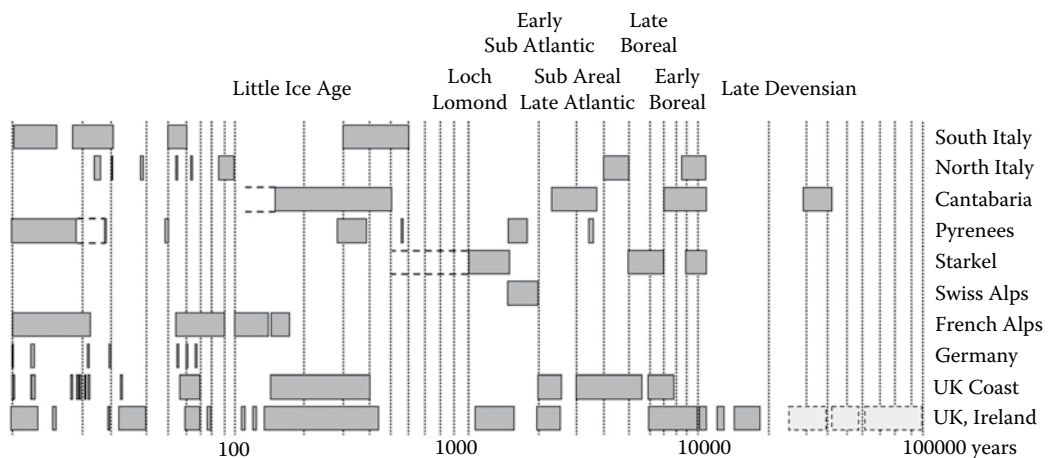 Early
Sub Atlantic
Late
Boreal
Little Ice Age
Loch
Lomond
Sub Areal
Late Atlantic
Early
Boreal
Late Devensian
South Italy
North Italy
Cantabaria
Pyrenees
Starkel
Swiss Alps
French Alps
Germany
UK Coast
UK, Ireland
100
1000
10000
100000 years